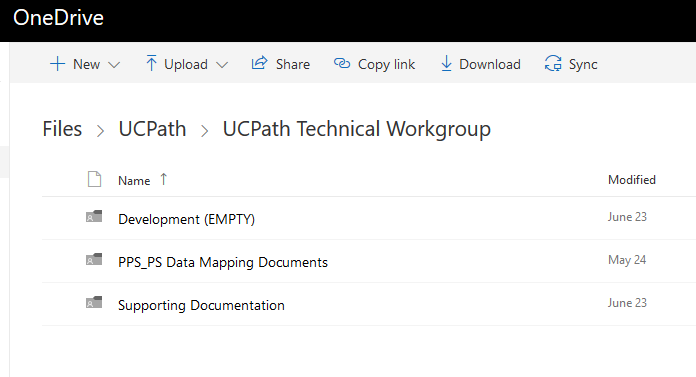 OneDrive
New Upload Share Copy link Download Sync
Files > UCPath > UCPath Technical Workgroup
Name ↑ Modified
Development (EMPTY) June 23
PPS_PS Data Mapping Documents May 24
Supporting Documentation June 23